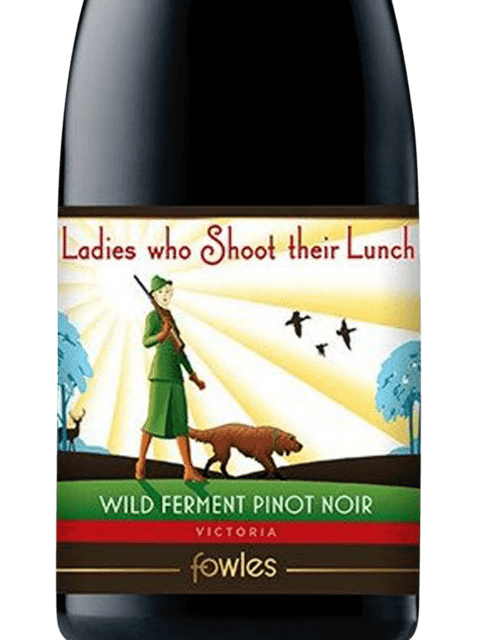 Ladies who Shoot their Lunch
WILD FERMENT PINOT NOIR
VICTORIA
fowles